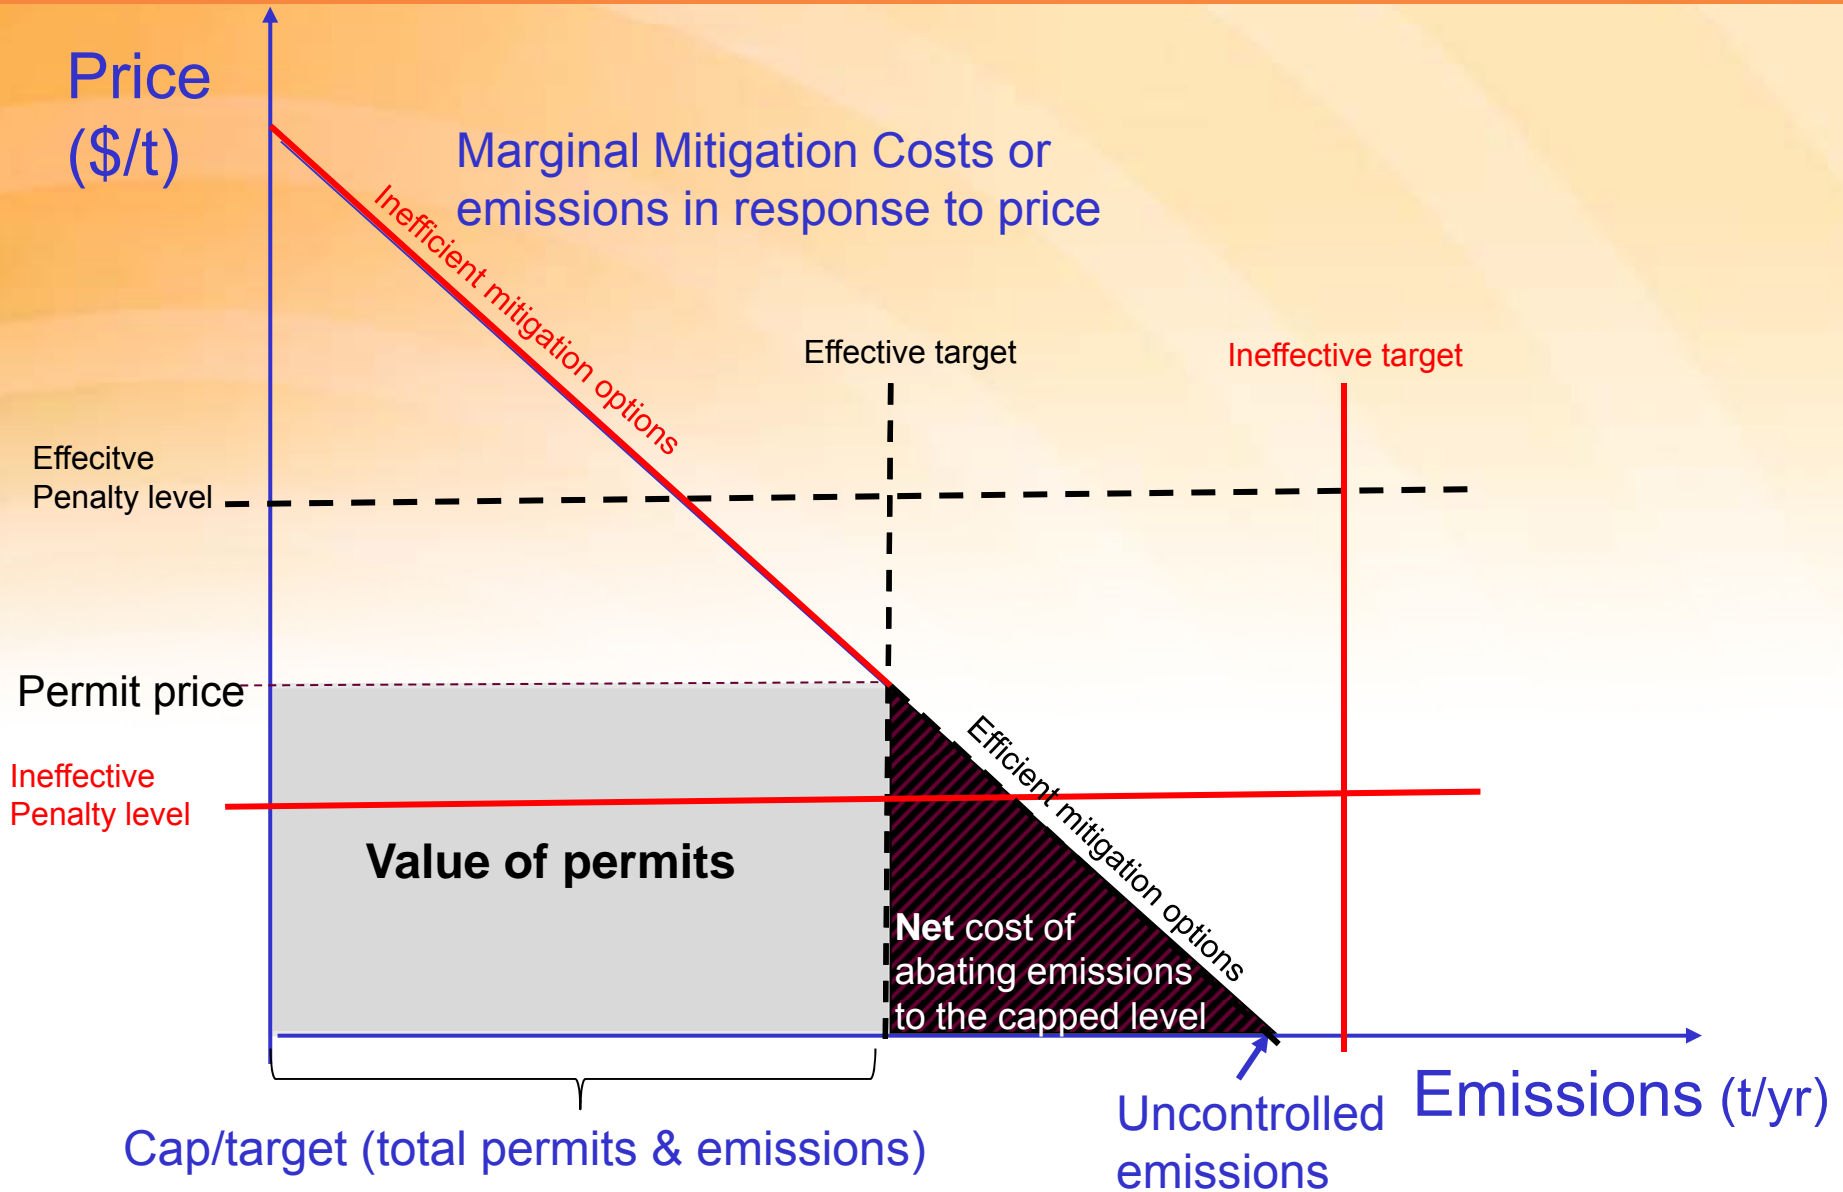 Price
($/t)
Marginal Mitigation Costs or
emissions in response to price
Inefficient mitigation options
Effective target
Ineffective target
Effecitve
Penalty level
Permit price
Ineffective
Penalty level
Value of permits
Efficient mitigation options
Net cost of
abating emissions
to the capped level
Emissions (t/yr)
Uncontrolled
emissions
Cap/target (total permits & emissions)